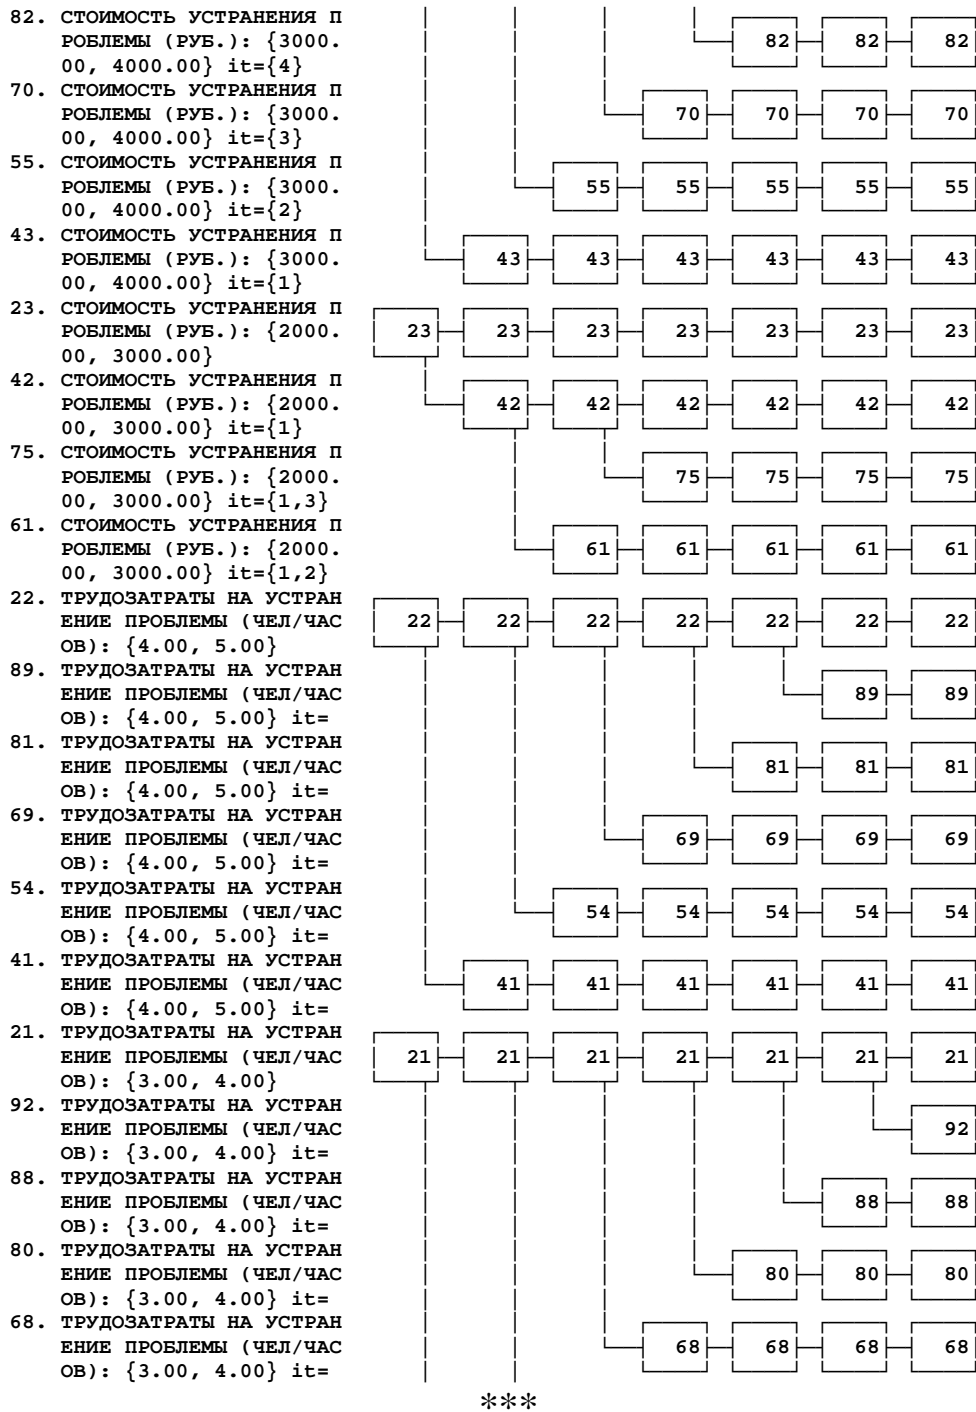 82. СТОИМОСТЬ УСТРАНЕНИЯ П
РОБЛЕМЫ (РУБ.): {3000. 82 82 82
00, 4000.00} it={4}
70. СТОИМОСТЬ УСТРАНЕНИЯ П
РОБЛЕМЫ (РУБ.): {3000. 70 70 70 70
00, 4000.00} it={3}
55. СТОИМОСТЬ УСТРАНЕНИЯ П
РОБЛЕМЫ (РУБ.): {3000. 55 55 55 55 55
00, 4000.00} it={2}
43. СТОИМОСТЬ УСТРАНЕНИЯ П
РОБЛЕМЫ (РУБ.): {3000. 43 43 43 43 43 43
00, 4000.00} it={1}
23. СТОИМОСТЬ УСТРАНЕНИЯ П
РОБЛЕМЫ (РУБ.): {2000. 23 23 23 23 23 23 23
00, 3000.00}
42. СТОИМОСТЬ УСТРАНЕНИЯ П
РОБЛЕМЫ (РУБ.): {2000. 42 42 42 42 42 42
00, 3000.00} it={1}
75. СТОИМОСТЬ УСТРАНЕНИЯ П
РОБЛЕМЫ (РУБ.): {2000. 75 75 75 75
00, 3000.00} it={1,3}
61. СТОИМОСТЬ УСТРАНЕНИЯ П
РОБЛЕМЫ (РУБ.): {2000. 61 61 61 61 61
00, 3000.00} it={1,2}
22. ТРУДОЗАТРАТЫ НА УСТРАН
ЕНИЕ ПРОБЛЕМЫ (ЧЕЛ/ЧАС 22 22 22 22 22 22 22
ОВ): {4.00, 5.00}
89. ТРУДОЗАТРАТЫ НА УСТРАН
ЕНИЕ ПРОБЛЕМЫ (ЧЕЛ/ЧАС 89 89
ОВ): {4.00, 5.00} it=
81. ТРУДОЗАТРАТЫ НА УСТРАН
ЕНИЕ ПРОБЛЕМЫ (ЧЕЛ/ЧАС 81 81 81
ОВ): {4.00, 5.00} it=
69. ТРУДОЗАТРАТЫ НА УСТРАН
ЕНИЕ ПРОБЛЕМЫ (ЧЕЛ/ЧАС 69 69 69 69
ОВ): {4.00, 5.00} it=
54. ТРУДОЗАТРАТЫ НА УСТРАН
ЕНИЕ ПРОБЛЕМЫ (ЧЕЛ/ЧАС 54 54 54 54 54
ОВ): {4.00, 5.00} it=
41. ТРУДОЗАТРАТЫ НА УСТРАН
ЕНИЕ ПРОБЛЕМЫ (ЧЕЛ/ЧАС 41 41 41 41 41 41
ОВ): {4.00, 5.00} it=
21. ТРУДОЗАТРАТЫ НА УСТРАН
ЕНИЕ ПРОБЛЕМЫ (ЧЕЛ/ЧАС 21 21 21 21 21 21 21
ОВ): {3.00, 4.00}
92. ТРУДОЗАТРАТЫ НА УСТРАН
ЕНИЕ ПРОБЛЕМЫ (ЧЕЛ/ЧАС 92
ОВ): {3.00, 4.00} it=
88. ТРУДОЗАТРАТЫ НА УСТРАН
ЕНИЕ ПРОБЛЕМЫ (ЧЕЛ/ЧАС 88 88
ОВ): {3.00, 4.00} it=
80. ТРУДОЗАТРАТЫ НА УСТРАН
ЕНИЕ ПРОБЛЕМЫ (ЧЕЛ/ЧАС 80 80 80
ОВ): {3.00, 4.00} it=
68. ТРУДОЗАТРАТЫ НА УСТРАН
ЕНИЕ ПРОБЛЕМЫ (ЧЕЛ/ЧАС 68 68 68 68
ОВ): {3.00, 4.00} it=
***